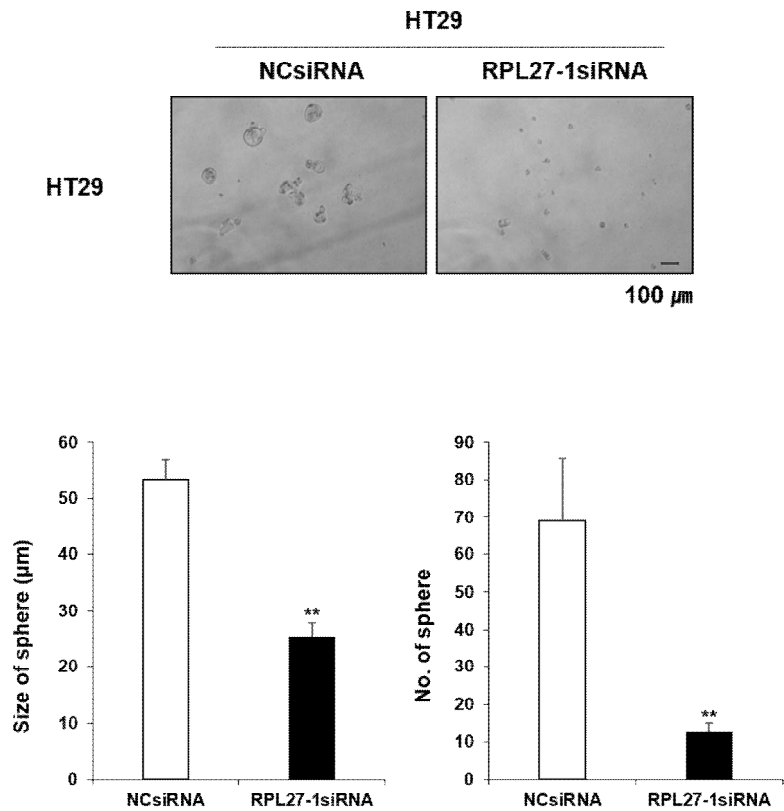 HT29
NCsiRNA RPL27-1siRNA
HT29
100 ㎛
Size of sphere (μm)
60
50
40
30
20
10
0
**
NCsiRNA RPL27-1siRNA
No. of sphere
90
80
70
60
50
40
30
20
10
0
**
NCsiRNA RPL27-1siRNA